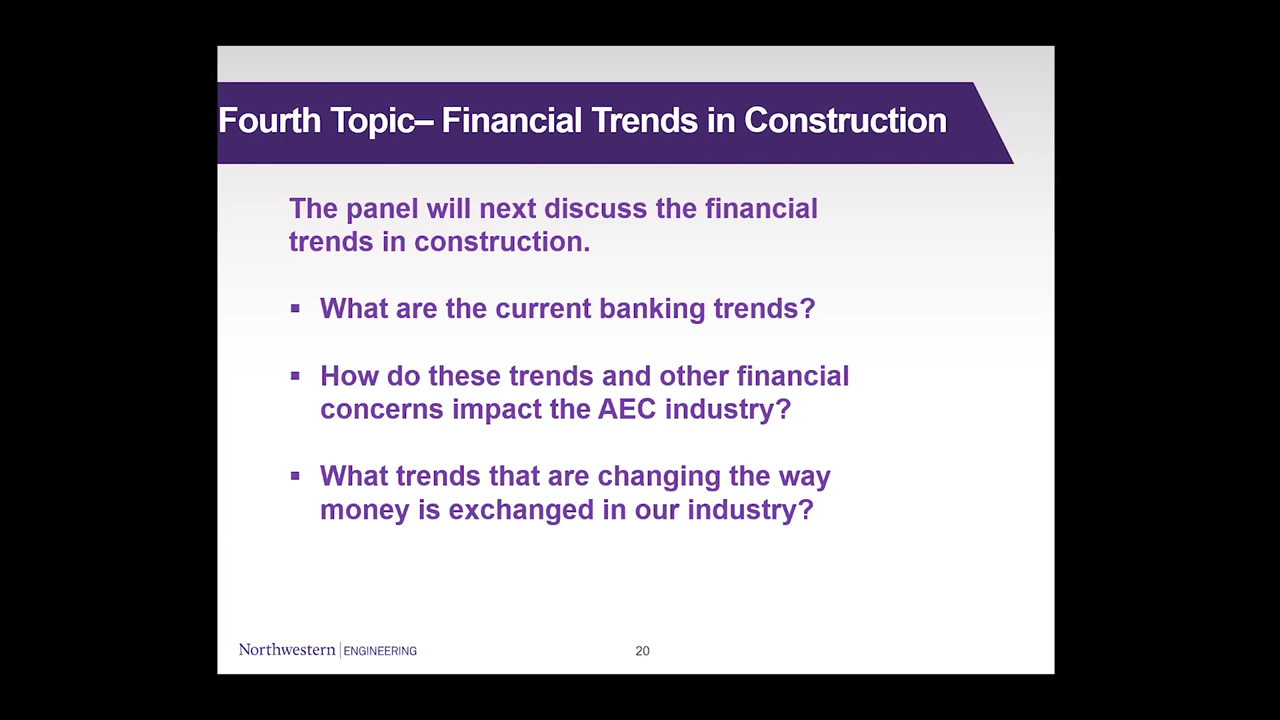 Fourth Topic– Financial Trends in Construction
The panel will next discuss the financial
trends in construction.
▪ What are the current banking trends?
▪ How do these trends and other financial
concerns impact the AEC industry?
▪ What trends that are changing the way
money is exchanged in our industry?
Northwestern | ENGINEERING
20